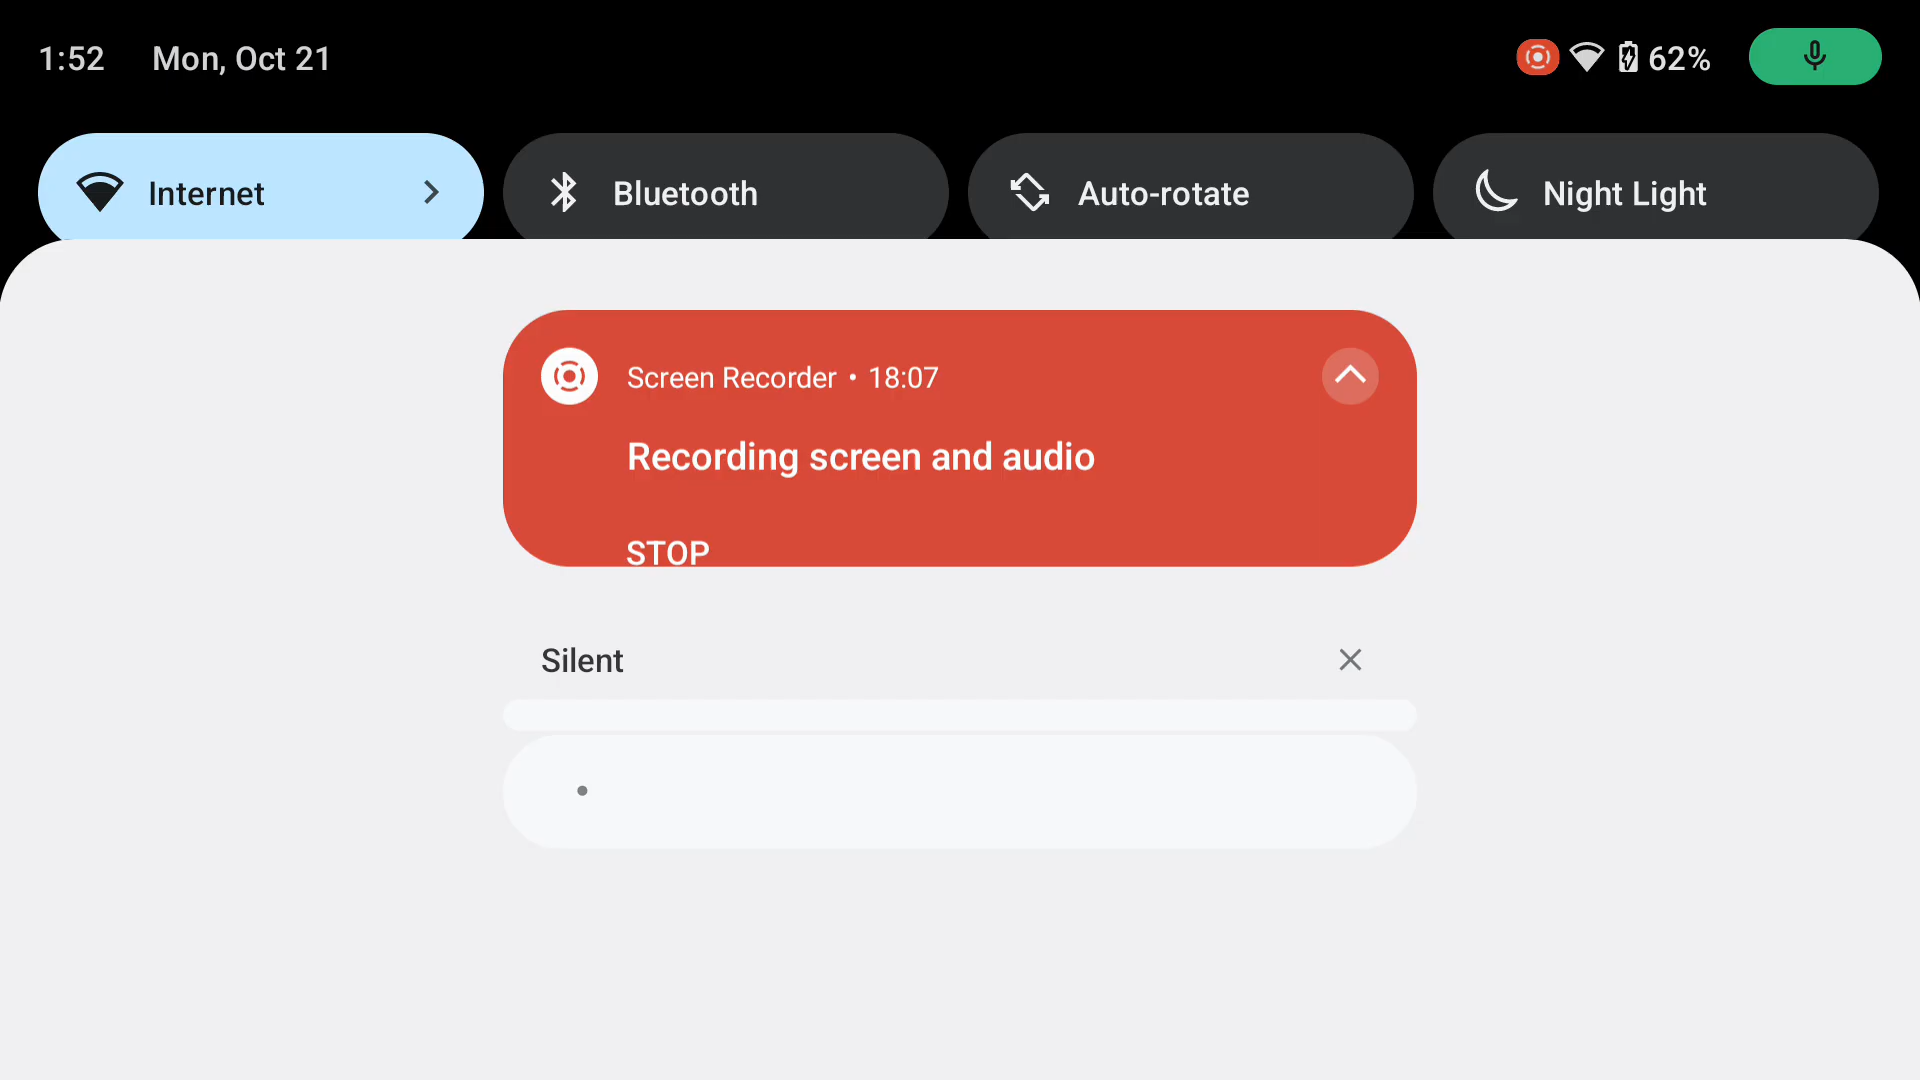 1:52 Mon, Oct 21 62%
Internet Bluetooth Auto-rotate Night Light
Screen Recorder • 18:07
Recording screen and audio
STOP
Silent